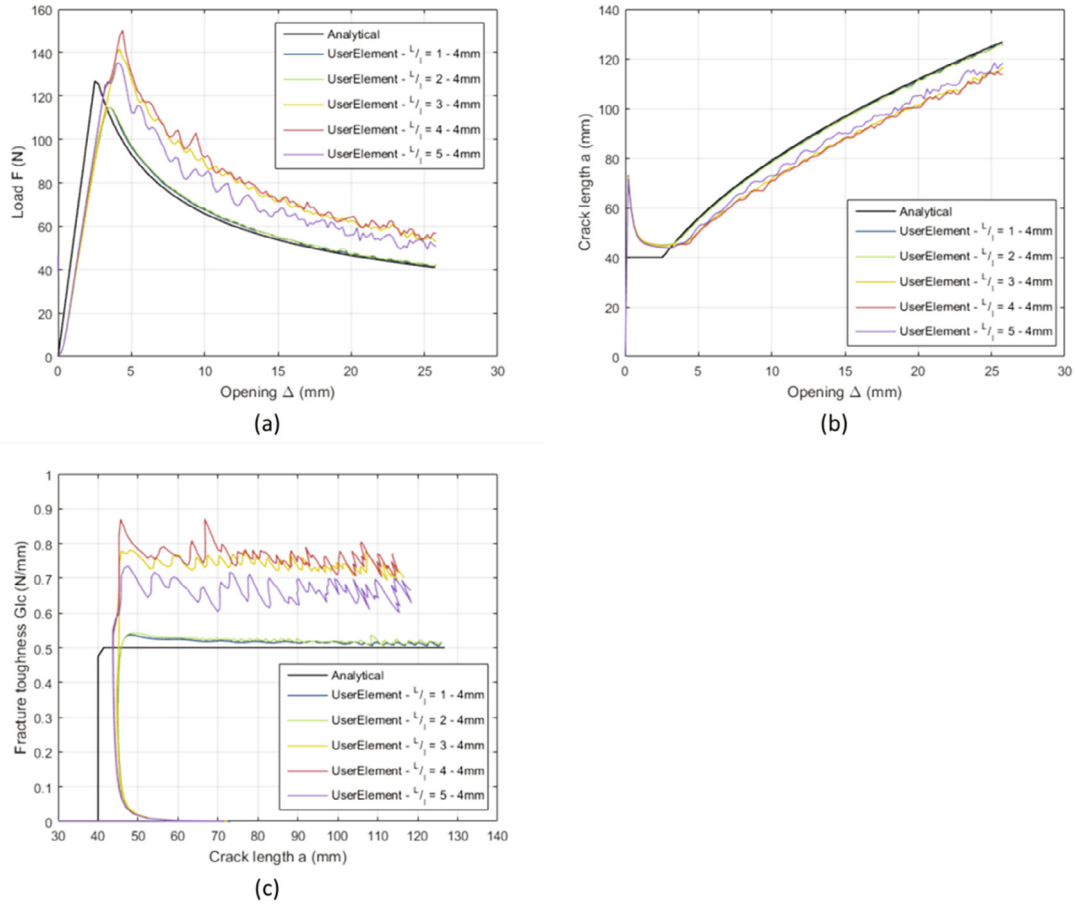 160
140
120
100
80
60
40
20
0
Load F (N)
0 5 10 15 20 25 30
Opening Δ (mm)
Analytical
UserElement - L/l = 1 - 4mm
UserElement - L/l = 2 - 4mm
UserElement - L/l = 3 - 4mm
UserElement - L/l = 4 - 4mm
UserElement - L/l = 5 - 4mm
(a)
140
120
100
80
60
40
20
0
Crack length a (mm)
0 5 10 15 20 25 30
Opening Δ (mm)
Analytical
UserElement - L/l = 1 - 4mm
UserElement - L/l = 2 - 4mm
UserElement - L/l = 3 - 4mm
UserElement - L/l = 4 - 4mm
UserElement - L/l = 5 - 4mm
(b)
1
0.9
0.8
0.7
0.6
0.5
0.4
0.3
0.2
0.1
0
Fracture toughness GIc (N/mm)
30 40 50 60 70 80 90 100 110 120 130 140
Crack length a (mm)
Analytical
UserElement - L/l = 1 - 4mm
UserElement - L/l = 2 - 4mm
UserElement - L/l = 3 - 4mm
UserElement - L/l = 4 - 4mm
UserElement - L/l = 5 - 4mm
(c)